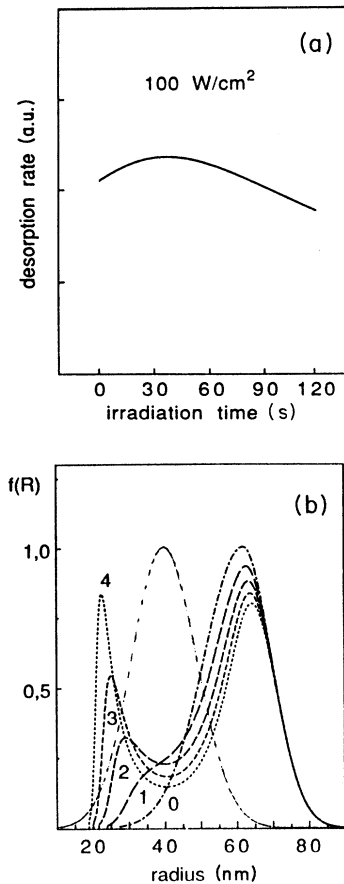 (a)
100 W/cm²
desorption rate (a.u.)
0 30 60 90 120
irradiation time (s)
f(R)
(b)
1,0
0,5
4
3
2
1
0
20 40 60 80
radius (nm)